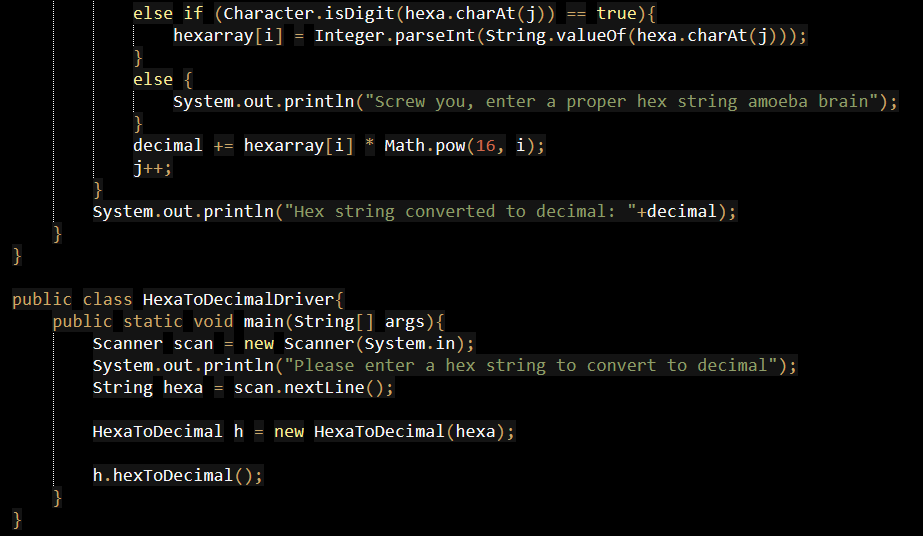 else if (Character.isDigit(hexa.charAt(j)) == true){
hexarray[i] = Integer.parseInt(String.valueOf(hexa.charAt(j)));
}
else {
System.out.println("Screw you, enter a proper hex string amoeba brain");
}
decimal += hexarray[i] * Math.pow(16, i);
j++;
}
System.out.println("Hex string converted to decimal: "+decimal);
}
}
public class HexaToDecimalDriver{
public static void main(String[] args){
Scanner scan = new Scanner(System.in);
System.out.println("Please enter a hex string to convert to decimal");
String hexa = scan.nextLine();
HexaToDecimal h = new HexaToDecimal(hexa);
h.hexToDecimal();
}
}